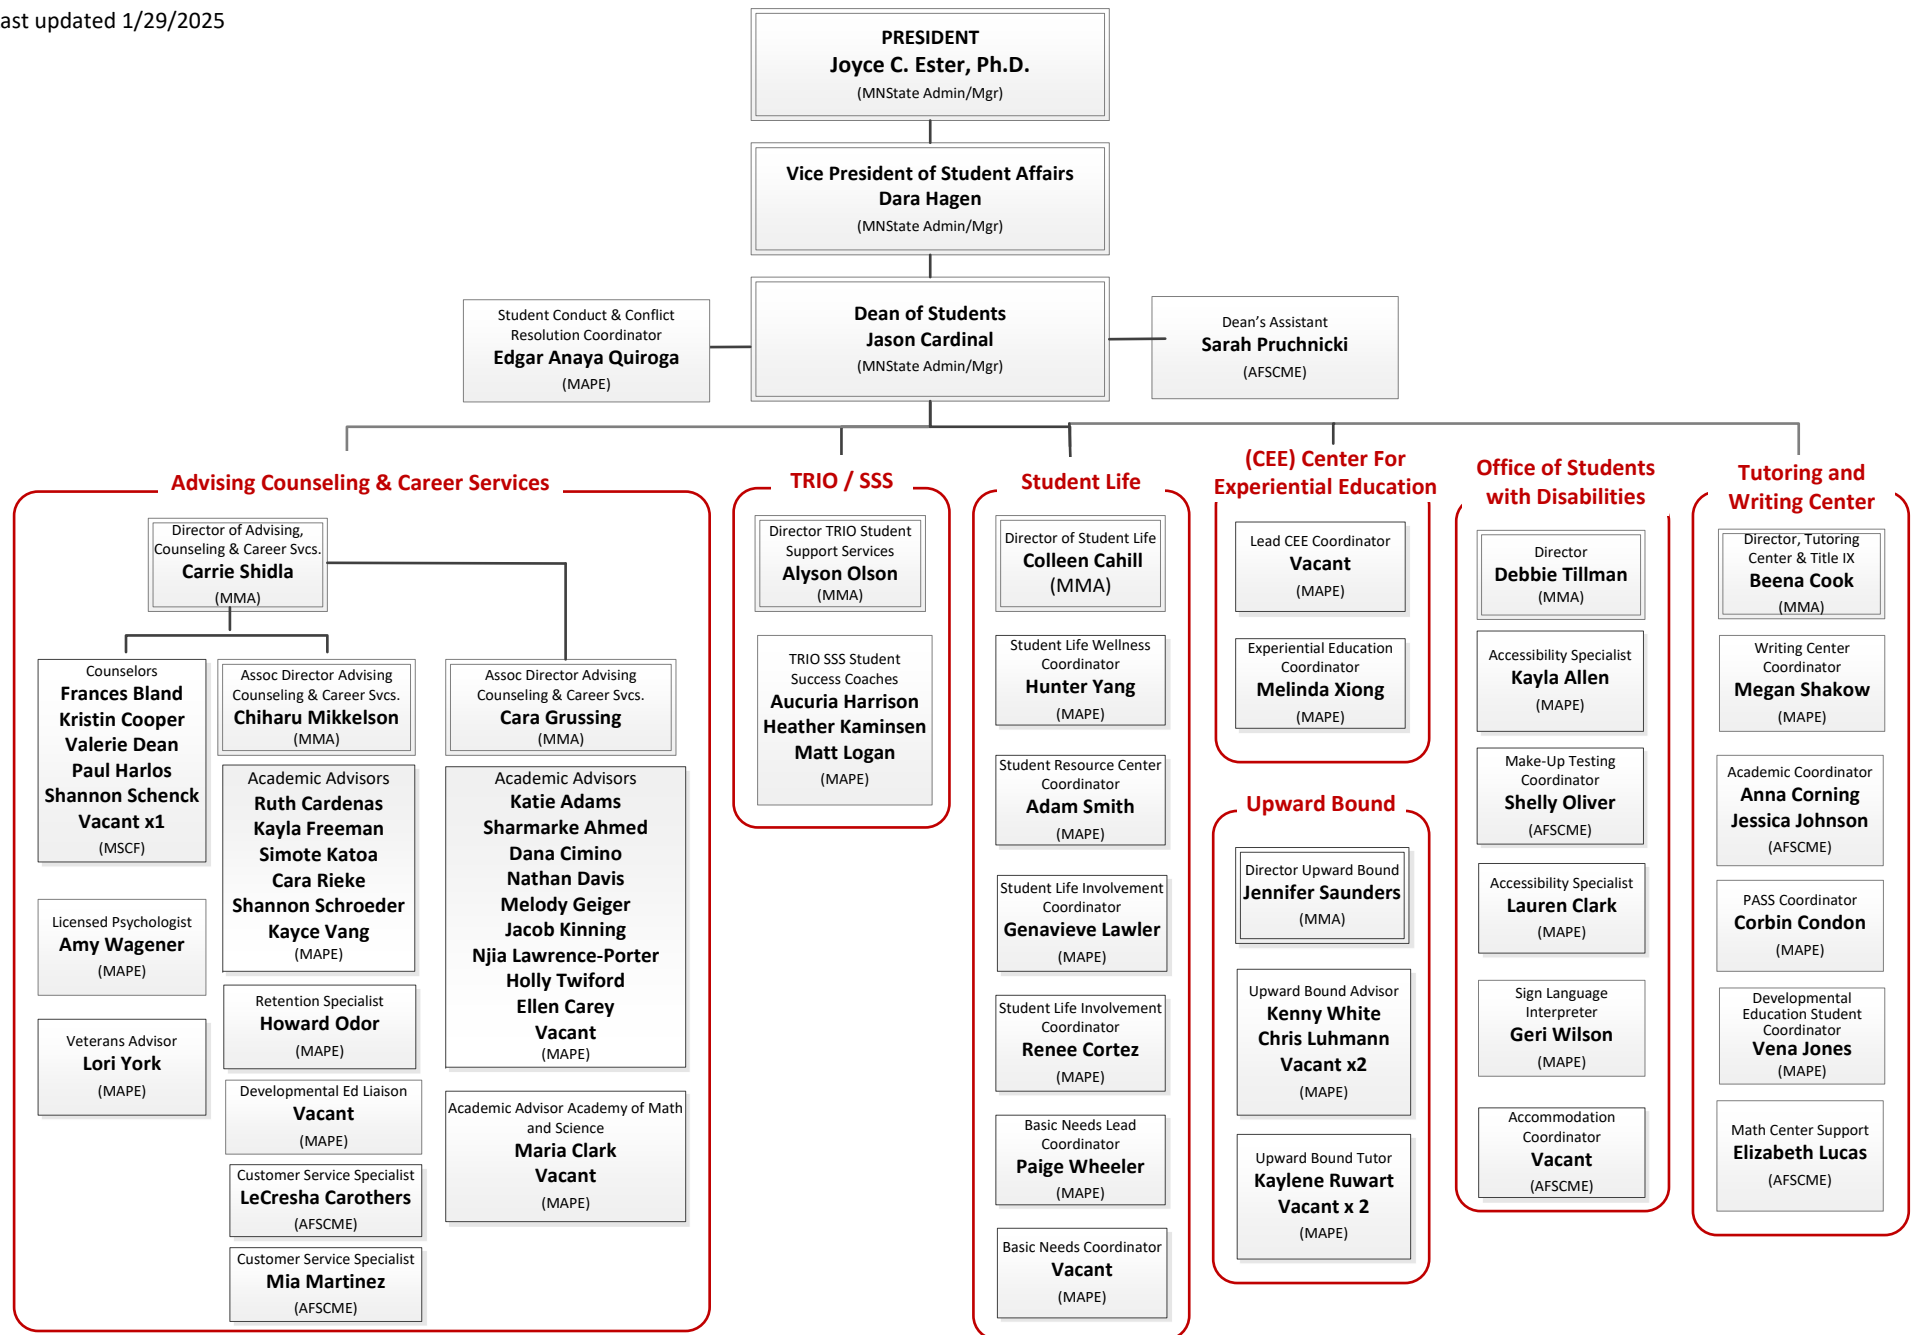 ast updated 1/29/2025
PRESIDENT
Joyce C. Ester, Ph.D.
(MNState Admin/Mgr)
Vice President of Student Affairs
Dara Hagen
(MNState Admin/Mgr)
Dean of Students
Jason Cardinal
(MNState Admin/Mgr)
Student Conduct & Conflict
Resolution Coordinator
Edgar Anaya Quiroga
(MAPE)
Dean's Assistant
Sarah Pruchnicki
(AFSCME)
Advising Counseling & Career Services
Director of Advising,
Counseling & Career Svcs.
Carrie Shidla
(MMA)
Counselors
Frances Bland
Kristin Cooper
Valerie Dean
Paul Harlos
Shannon Schenck
Vacant x1
(MSCF)
Licensed Psychologist
Amy Wagener
(MAPE)
Veterans Advisor
Lori York
(MAPE)
Assoc Director Advising
Counseling & Career Svcs.
Chiharu Mikkelson
(MMA)
Academic Advisors
Ruth Cardenas
Kayla Freeman
Simote Katoa
Cara Rieke
Shannon Schroeder
Kayce Vang
(MAPE)
Retention Specialist
Howard Odor
(MAPE)
Developmental Ed Liaison
Vacant
(MAPE)
Customer Service Specialist
LeCresha Carothers
(AFSCME)
Customer Service Specialist
Mia Martinez
(AFSCME)
Assoc Director Advising
Counseling & Career Svcs.
Cara Grussing
(MMA)
Academic Advisors
Katie Adams
Sharmarke Ahmed
Dana Cimino
Nathan Davis
Melody Geiger
Jacob Kinning
Njia Lawrence-Porter
Holly Twiford
Ellen Carey
Vacant
(MAPE)
Academic Advisor Academy of Math
and Science
Maria Clark
Vacant
(MAPE)
TRIO / SSS
Director TRIO Student
Support Services
Alyson Olson
(MMA)
TRIO SSS Student
Success Coaches
Aucuria Harrison
Heather Kaminsen
Matt Logan
(MAPE)
Student Life
Director of Student Life
Colleen Cahill
(MMA)
Student Life Wellness
Coordinator
Hunter Yang
(MAPE)
Student Resource Center
Coordinator
Adam Smith
(MAPE)
Student Life Involvement
Coordinator
Genavieve Lawler
(MAPE)
Student Life Involvement
Coordinator
Renee Cortez
(MAPE)
Basic Needs Lead
Coordinator
Paige Wheeler
(MAPE)
Basic Needs Coordinator
Vacant
(MAPE)
(CEE) Center For
Experiential Education
Lead CEE Coordinator
Vacant
(MAPE)
Experiential Education
Coordinator
Melinda Xiong
(MAPE)
Upward Bound
Director Upward Bound
Jennifer Saunders
(MMA)
Upward Bound Advisor
Kenny White
Chris Luhmann
Vacant x2
(MAPE)
Upward Bound Tutor
Kaylene Ruwart
Vacant x 2
(MAPE)
Office of Students
with Disabilities
Director
Debbie Tillman
(MMA)
Accessibility Specialist
Kayla Allen
(MAPE)
Make-Up Testing
Coordinator
Shelly Oliver
(AFSCME)
Accessibility Specialist
Lauren Clark
(MAPE)
Sign Language
Interpreter
Geri Wilson
(MAPE)
Accommodation
Coordinator
Vacant
(AFSCME)
Tutoring and
Writing Center
Director, Tutoring
Center & Title IX
Beena Cook
(MMA)
Writing Center
Coordinator
Megan Shakow
(MAPE)
Academic Coordinator
Anna Corning
Jessica Johnson
(AFSCME)
PASS Coordinator
Corbin Condon
(MAPE)
Developmental
Education Student
Coordinator
Vena Jones
(MAPE)
Math Center Support
Elizabeth Lucas
(AFSCME)